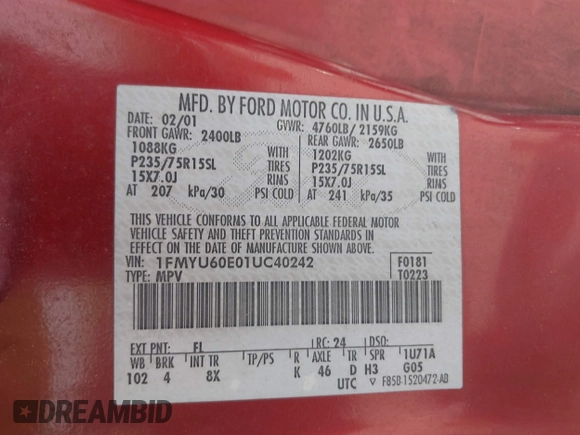 MFD. BY FORD MOTOR CO. IN U.S.A.
DATE: 02/01 GVWR: 4760LB/ 2159KG
FRONT GAWR: 2400LB REAR GAWR: 2650LB
1088KG WITH 1202KG WITH
P235/75R15SL TIRES P235/75R15SL TIRES
15X7.0J RIMS 15X7.0J RIMS
AT 207 kPa/30 PSI COLD AT 241 kPa/35 PSI COLD
THIS VEHICLE CONFORMS TO ALL APPLICABLE FEDERAL MOTOR
VEHICLE SAFETY AND THEFT PREVENTION STANDARDS IN
EFFECT ON THE DATE OF MANUFACTURE SHOWN ABOVE.
VIN: 1FMYU60E01UC40242 F0181
TYPE: MPV T0223
EXT PNT: FL RC: 24 DSO:
WB BRK INT TR TP/PS R AXLE TR SPR 1U71A
102 4 8X K 46 D H3 G05
UTC F85B-1520472-AD
DREAMBID